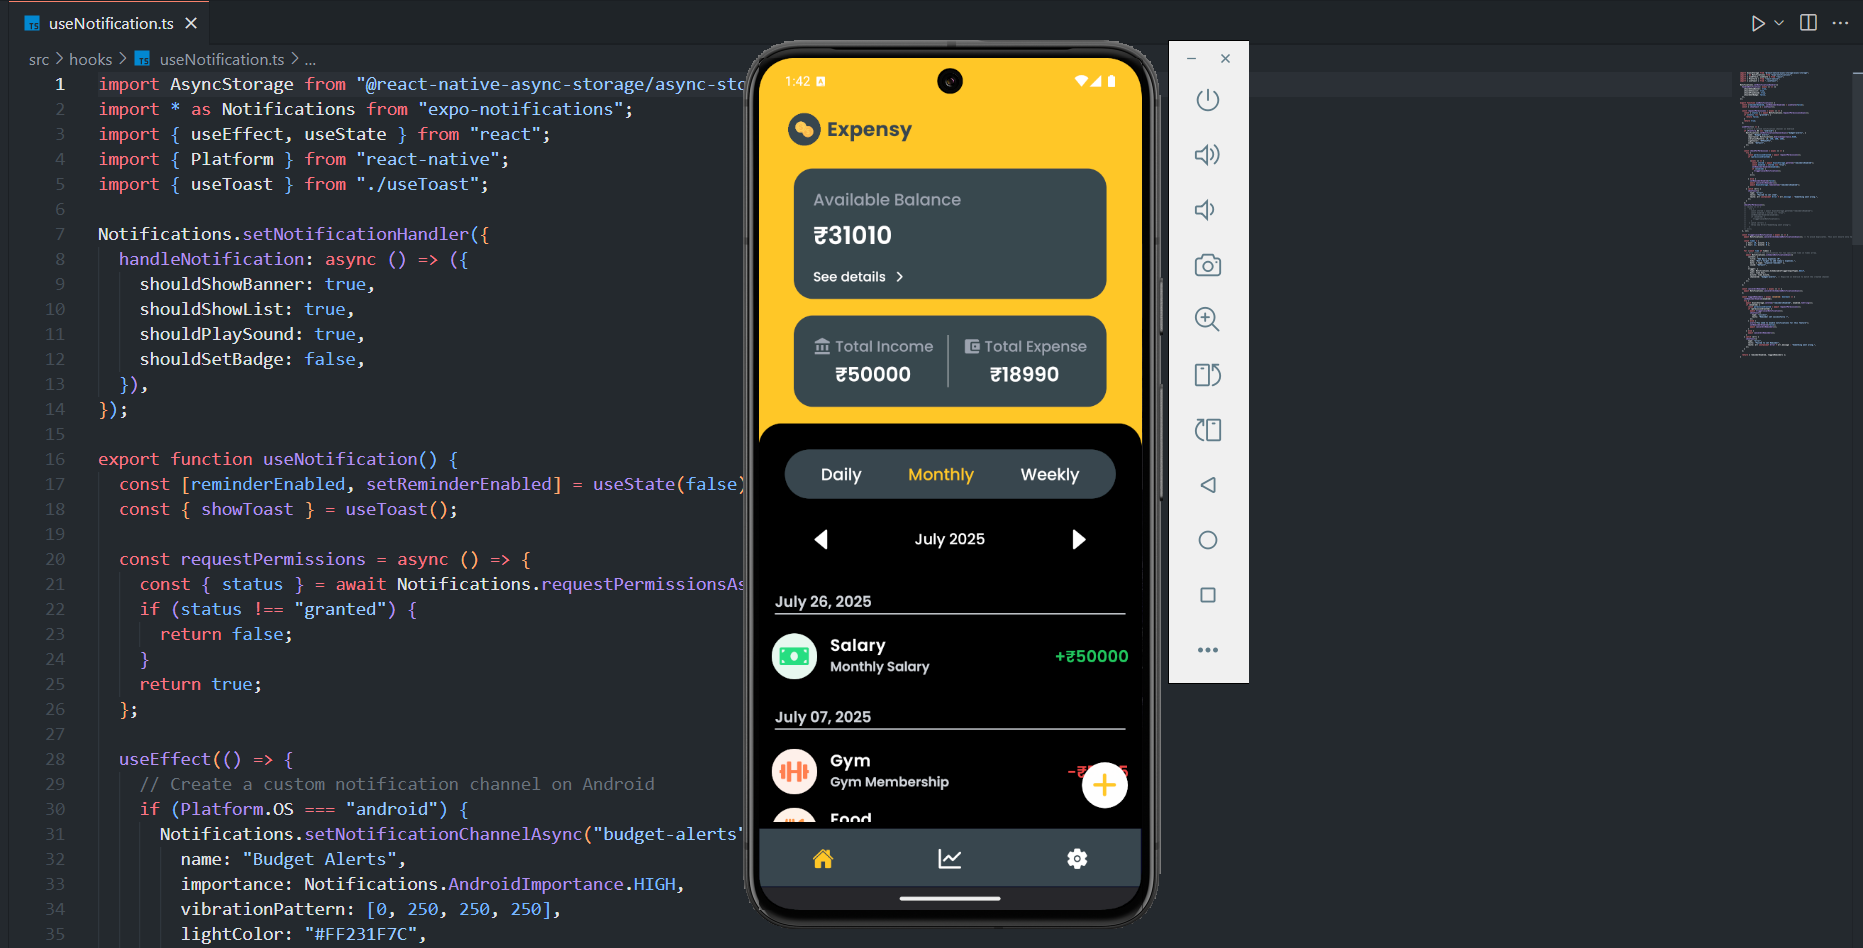 useNotification.ts
src > hooks > useNotification.ts > ...
1 import AsyncStorage from "@react-native-async-storage/async-sto
2 import * as Notifications from "expo-notifications";
3 import { useEffect, useState } from "react";
4 import { Platform } from "react-native";
5 import { useToast } from "./useToast";
6
7 Notifications.setNotificationHandler({
8 handleNotification: async () => ({
9 shouldShowBanner: true,
10 shouldShowList: true,
11 shouldPlaySound: true,
12 shouldSetBadge: false,
13 }),
14 });
15
16 export function useNotification() {
17 const [reminderEnabled, setReminderEnabled] = useState(false)
18 const { showToast } = useToast();
19
20 const requestPermissions = async () => {
21 const { status } = await Notifications.requestPermissionsAs
22 if (status !== "granted") {
23 return false;
24 }
25 return true;
26 };
27
28 useEffect(() => {
29 // Create a custom notification channel on Android
30 if (Platform.OS === "android") {
31 Notifications.setNotificationChannelAsync("budget-alerts"
32 name: "Budget Alerts",
33 importance: Notifications.AndroidImportance.HIGH,
34 vibrationPattern: [0, 250, 250, 250],
35 lightColor: "#FF231F7C",
1:42
Expensy
Available Balance
₹31010
See details >
Total Income
₹50000
Total Expense
₹18990
Daily Monthly Weekly
July 2025
July 26, 2025
Salary
Monthly Salary
+₹50000
July 07, 2025
Gym
Gym Membership
Food